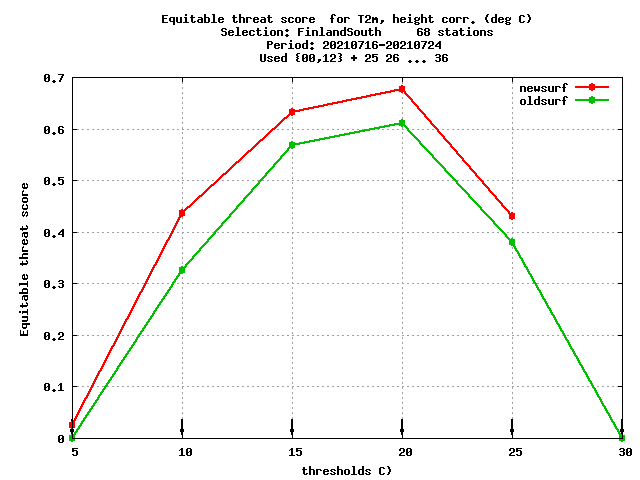 Equitable threat score  for T2m, height corr. (deg C)
Selection: FinlandSouth     68 stations
Period: 20210716-20210724
Used {00,12} + 25 26 ... 36
newsurf
oldsurf
Equitable threat score
0.7
0.6
0.5
0.4
0.3
0.2
0.1
0
5 10 15 20 25 30
thresholds C)